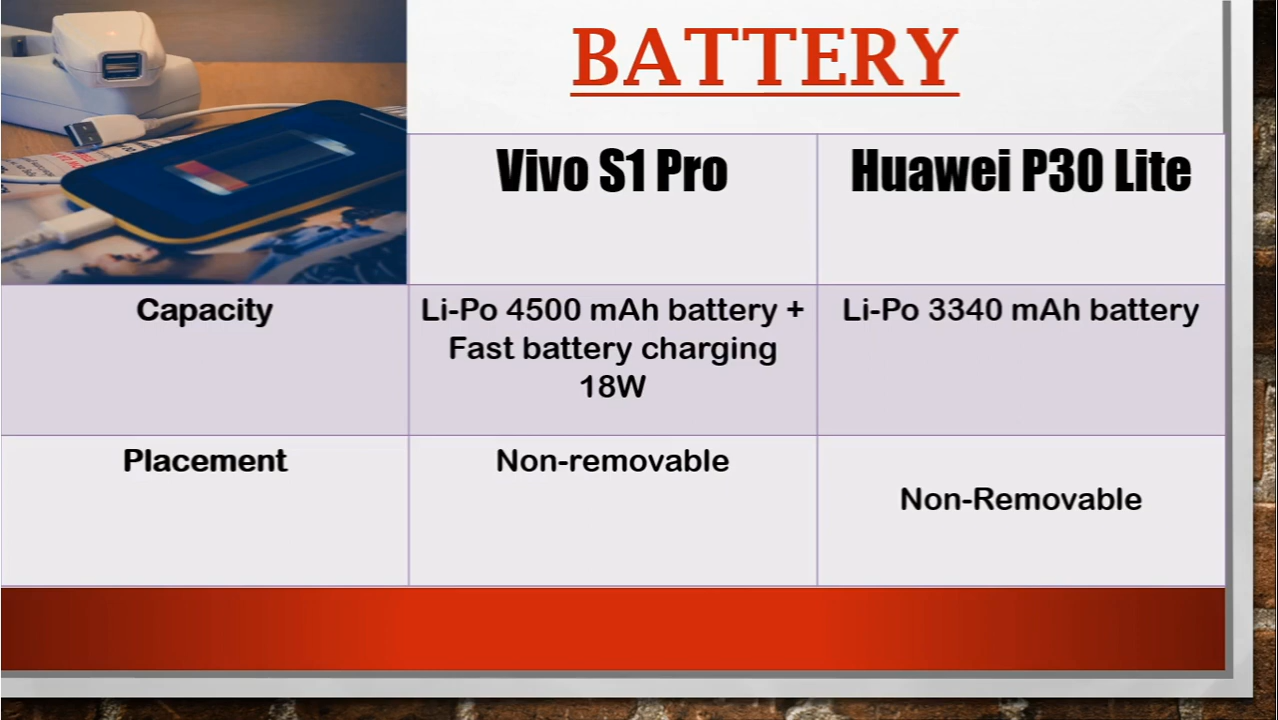 BATTERY
Vivo S1 Pro
Huawei P30 Lite
Capacity
Li-Po 4500 mAh battery +
Fast battery charging
18W
Li-Po 3340 mAh battery
Placement
Non-removable
Non-Removable